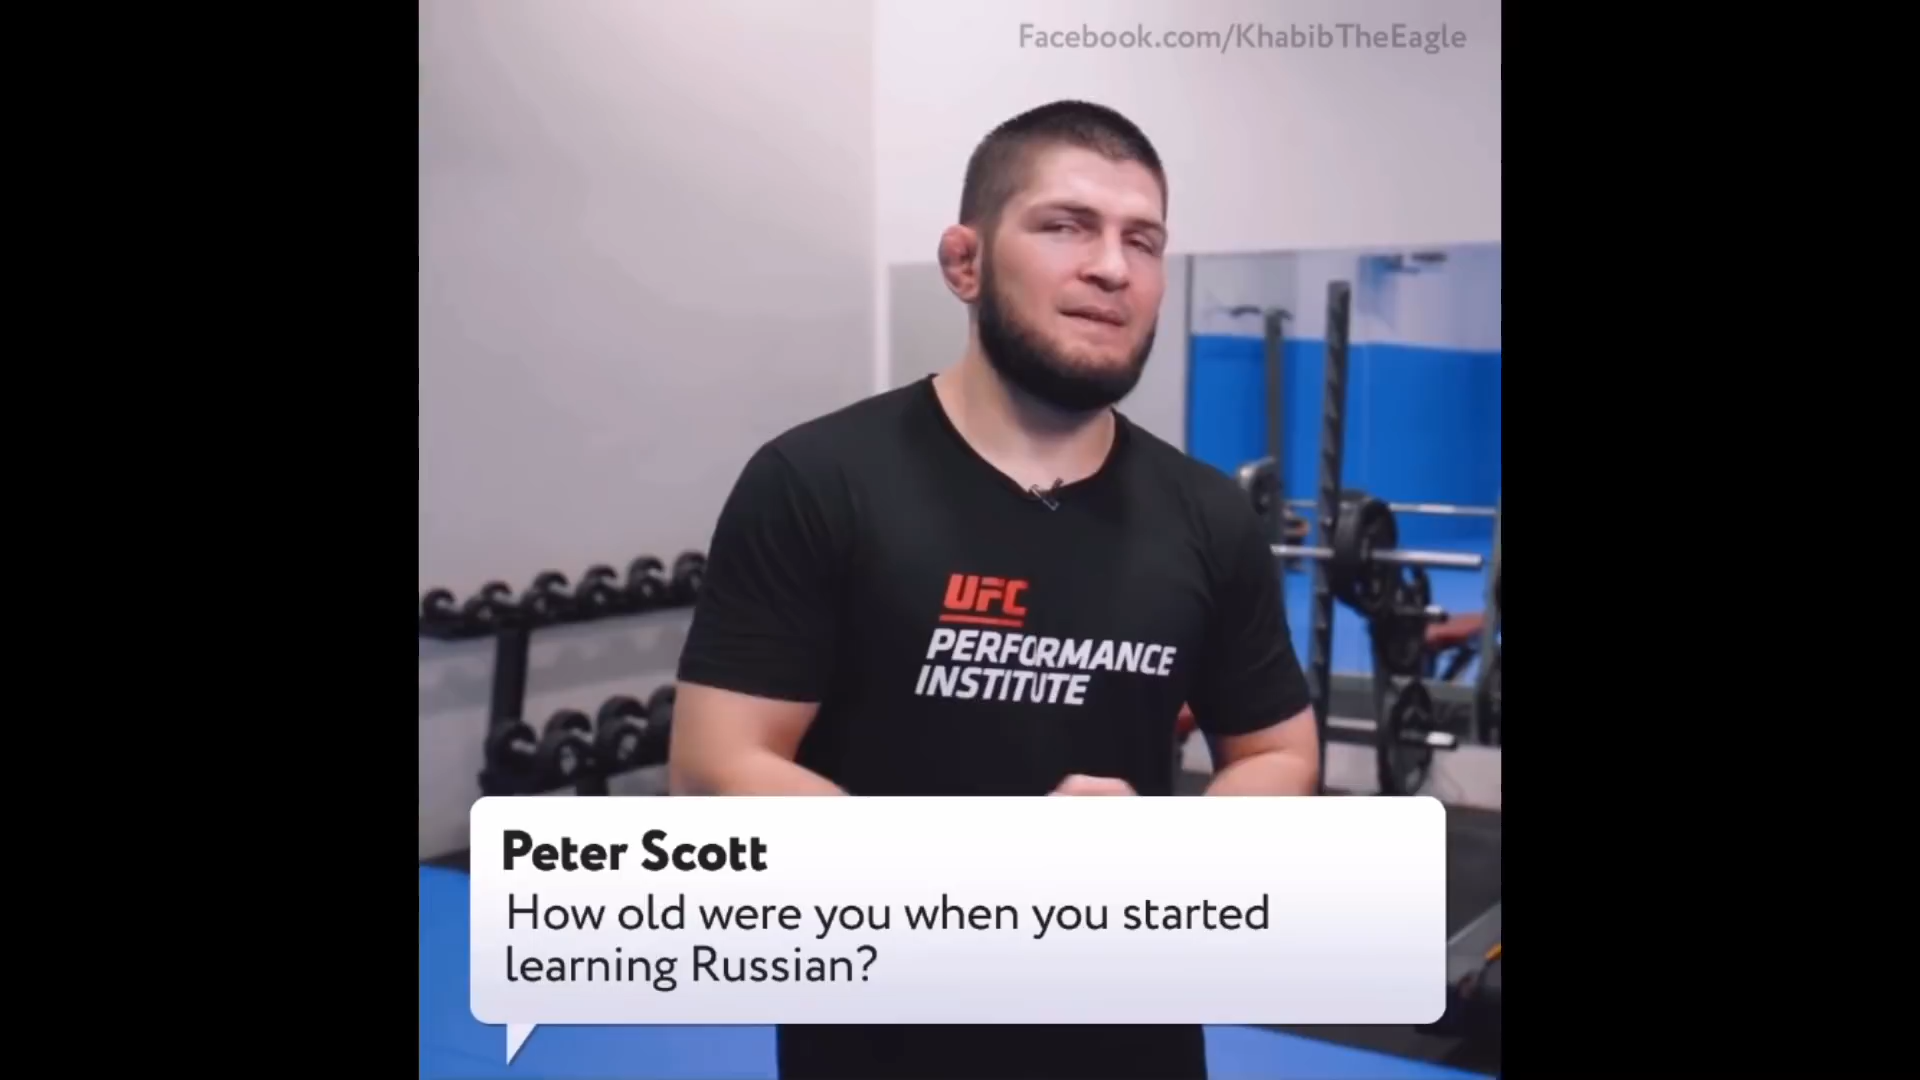 Facebook.com/KhabibTheEagle
UFC
PERFORMANCE
INSTITUTE
Peter Scott
How old were you when you started
learning Russian?